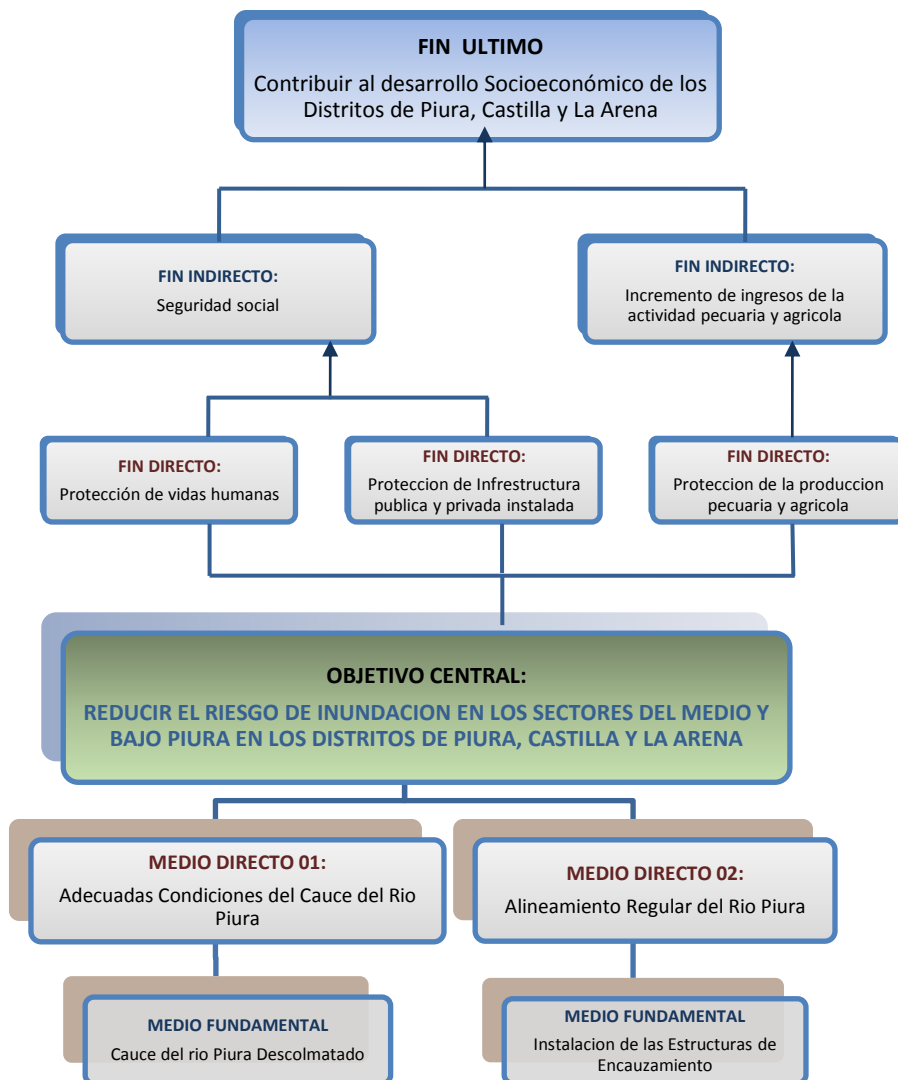 FIN ULTIMO
Contribuir al desarrollo Socioeconómico de los
Distritos de Piura, Castilla y La Arena
FIN INDIRECTO:
Seguridad social
FIN INDIRECTO:
Incremento de ingresos de la
actividad pecuaria y agricola
FIN DIRECTO:
Protección de vidas humanas
FIN DIRECTO:
Proteccion de Infrestructura
publica y privada instalada
FIN DIRECTO:
Proteccion de la produccion
pecuaria y agricola
OBJETIVO CENTRAL:
REDUCIR EL RIESGO DE INUNDACION EN LOS SECTORES DEL MEDIO Y
BAJO PIURA EN LOS DISTRITOS DE PIURA, CASTILLA Y LA ARENA
MEDIO DIRECTO 01:
Adecuadas Condiciones del Cauce del Rio
Piura
MEDIO DIRECTO 02:
Alineamiento Regular del Rio Piura
MEDIO FUNDAMENTAL
Cauce del rio Piura Descolmatado
MEDIO FUNDAMENTAL
Instalacion de las Estructuras de
Encauzamiento